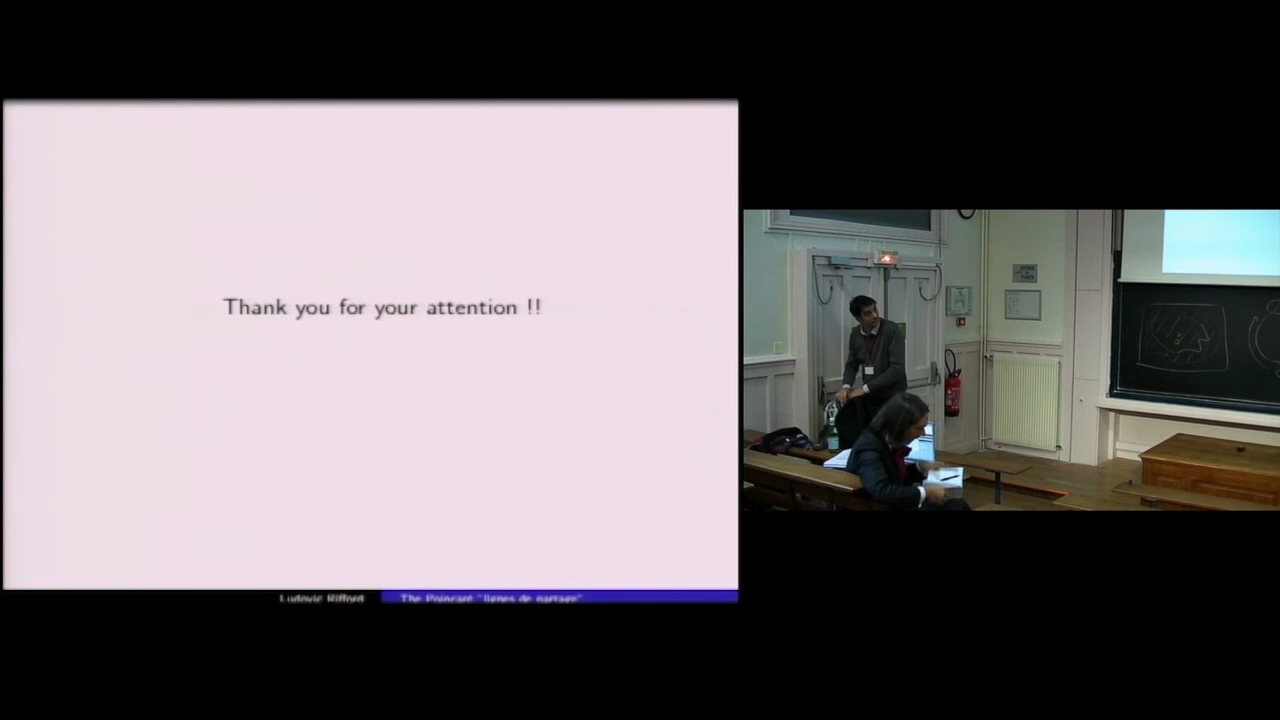 Thank you for your attention !!
Ludovic Rifford
The Poincaré "lignes de partage"